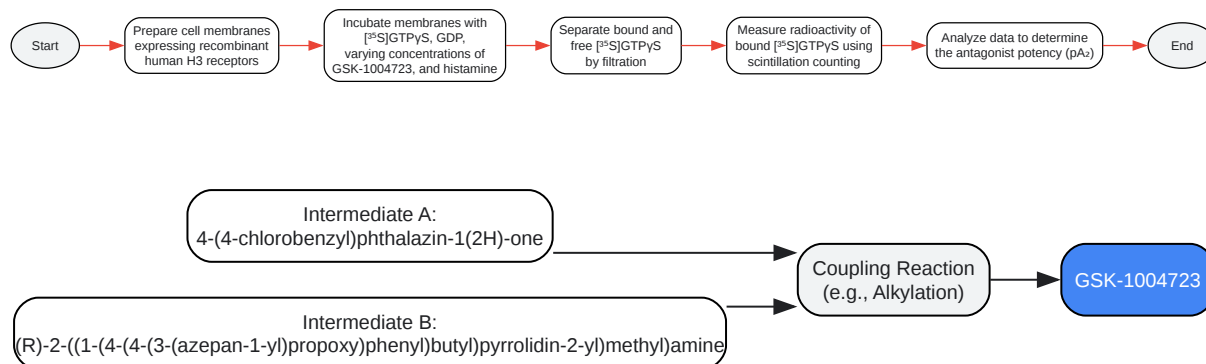 Start
Prepare cell membranes
expressing recombinant
human H3 receptors
Incubate membranes with
[³⁵S]GTPγS, GDP,
varying concentrations of
GSK-1004723, and histamine
Separate bound and
free [³⁵S]GTPγS
by filtration
Measure radioactivity of
bound [³⁵S]GTPγS using
scintillation counting
Analyze data to determine
the antagonist potency (pA₂)
End
Intermediate A:
4-(4-chlorobenzyl)phthalazin-1(2H)-one
Intermediate B:
(R)-2-((1-(4-(4-(3-(azepan-1-yl)propoxy)phenyl)butyl)pyrrolidin-2-yl)methyl)amine
Coupling Reaction
(e.g., Alkylation)
GSK-1004723